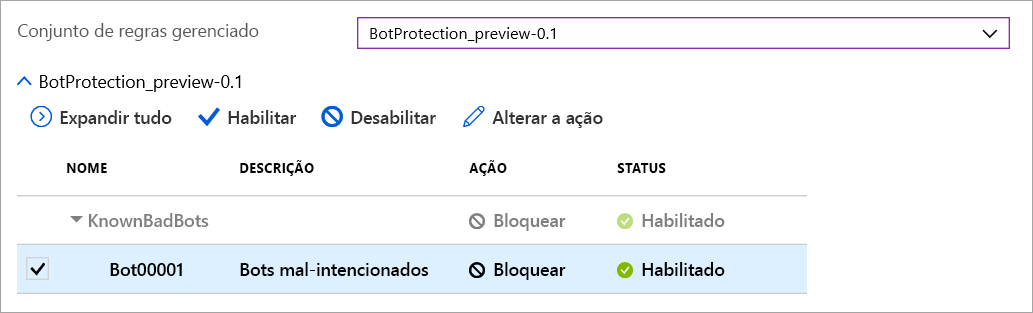 Conjunto de regras gerenciado BotProtection_preview-0.1
BotProtection_preview-0.1
Expandir tudo Habilitar Desabilitar Alterar a ação
NOME DESCRIÇÃO AÇÃO STATUS
KnownBadBots Bloquear Habilitado
Bot00001 Bots mal-intencionados Bloquear Habilitado